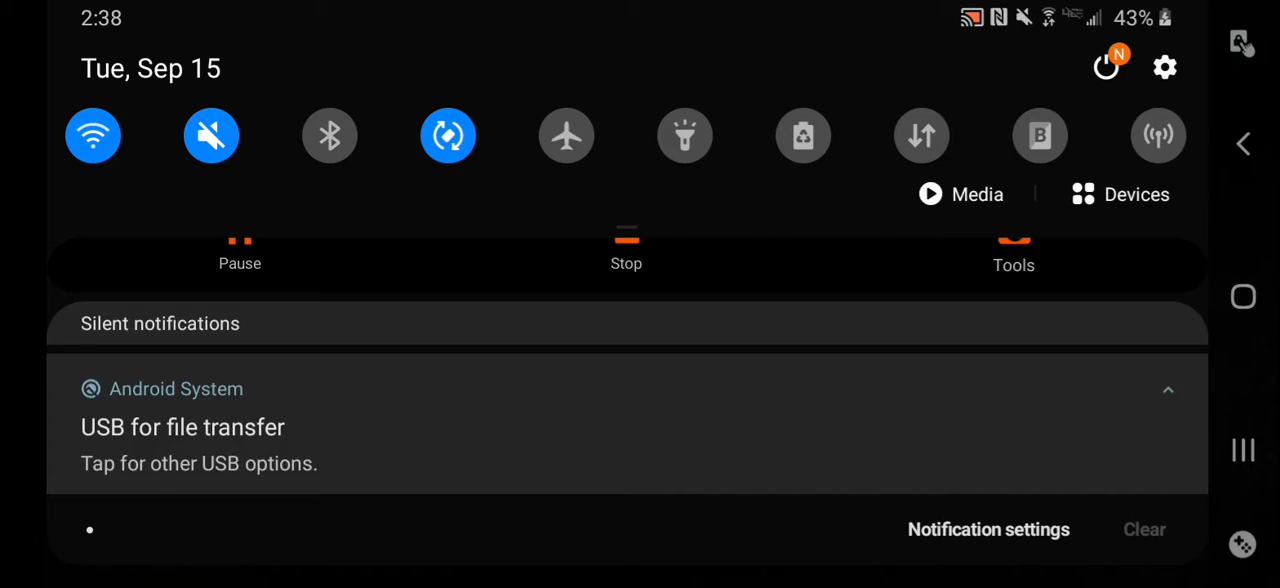 2:38
43%
Tue, Sep 15
N
B
Media
Devices
Pause
Stop
Tools
Silent notifications
Android System
USB for file transfer
Tap for other USB options.
Notification settings
Clear